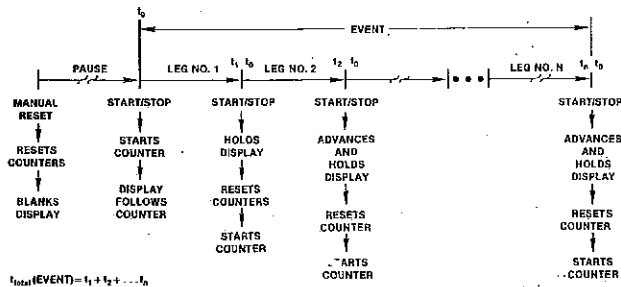 t₀
EVENT
PAUSE
LEG NO. 1
t₁ t₀
LEG NO. 2
t₂ t₀
LEG NO. N
tₙ t₀
MANUAL
RESET
RESETS
COUNTERS
BLANKS
DISPLAY
START/STOP
STARTS
COUNTER
DISPLAY
FOLLOWS
COUNTER
START/STOP
HOLDS
DISPLAY
RESETS
COUNTERS
STARTS
COUNTER
START/STOP
ADVANCES
AND
HOLDS
DISPLAY
RESETS
COUNTER
STARTS
COUNTER
START/STOP
ADVANCES
AND
HOLDS
DISPLAY
RESETS
COUNTER
STARTS
COUNTER
t_total (EVENT) = t₁ + t₂ + ... tₙ